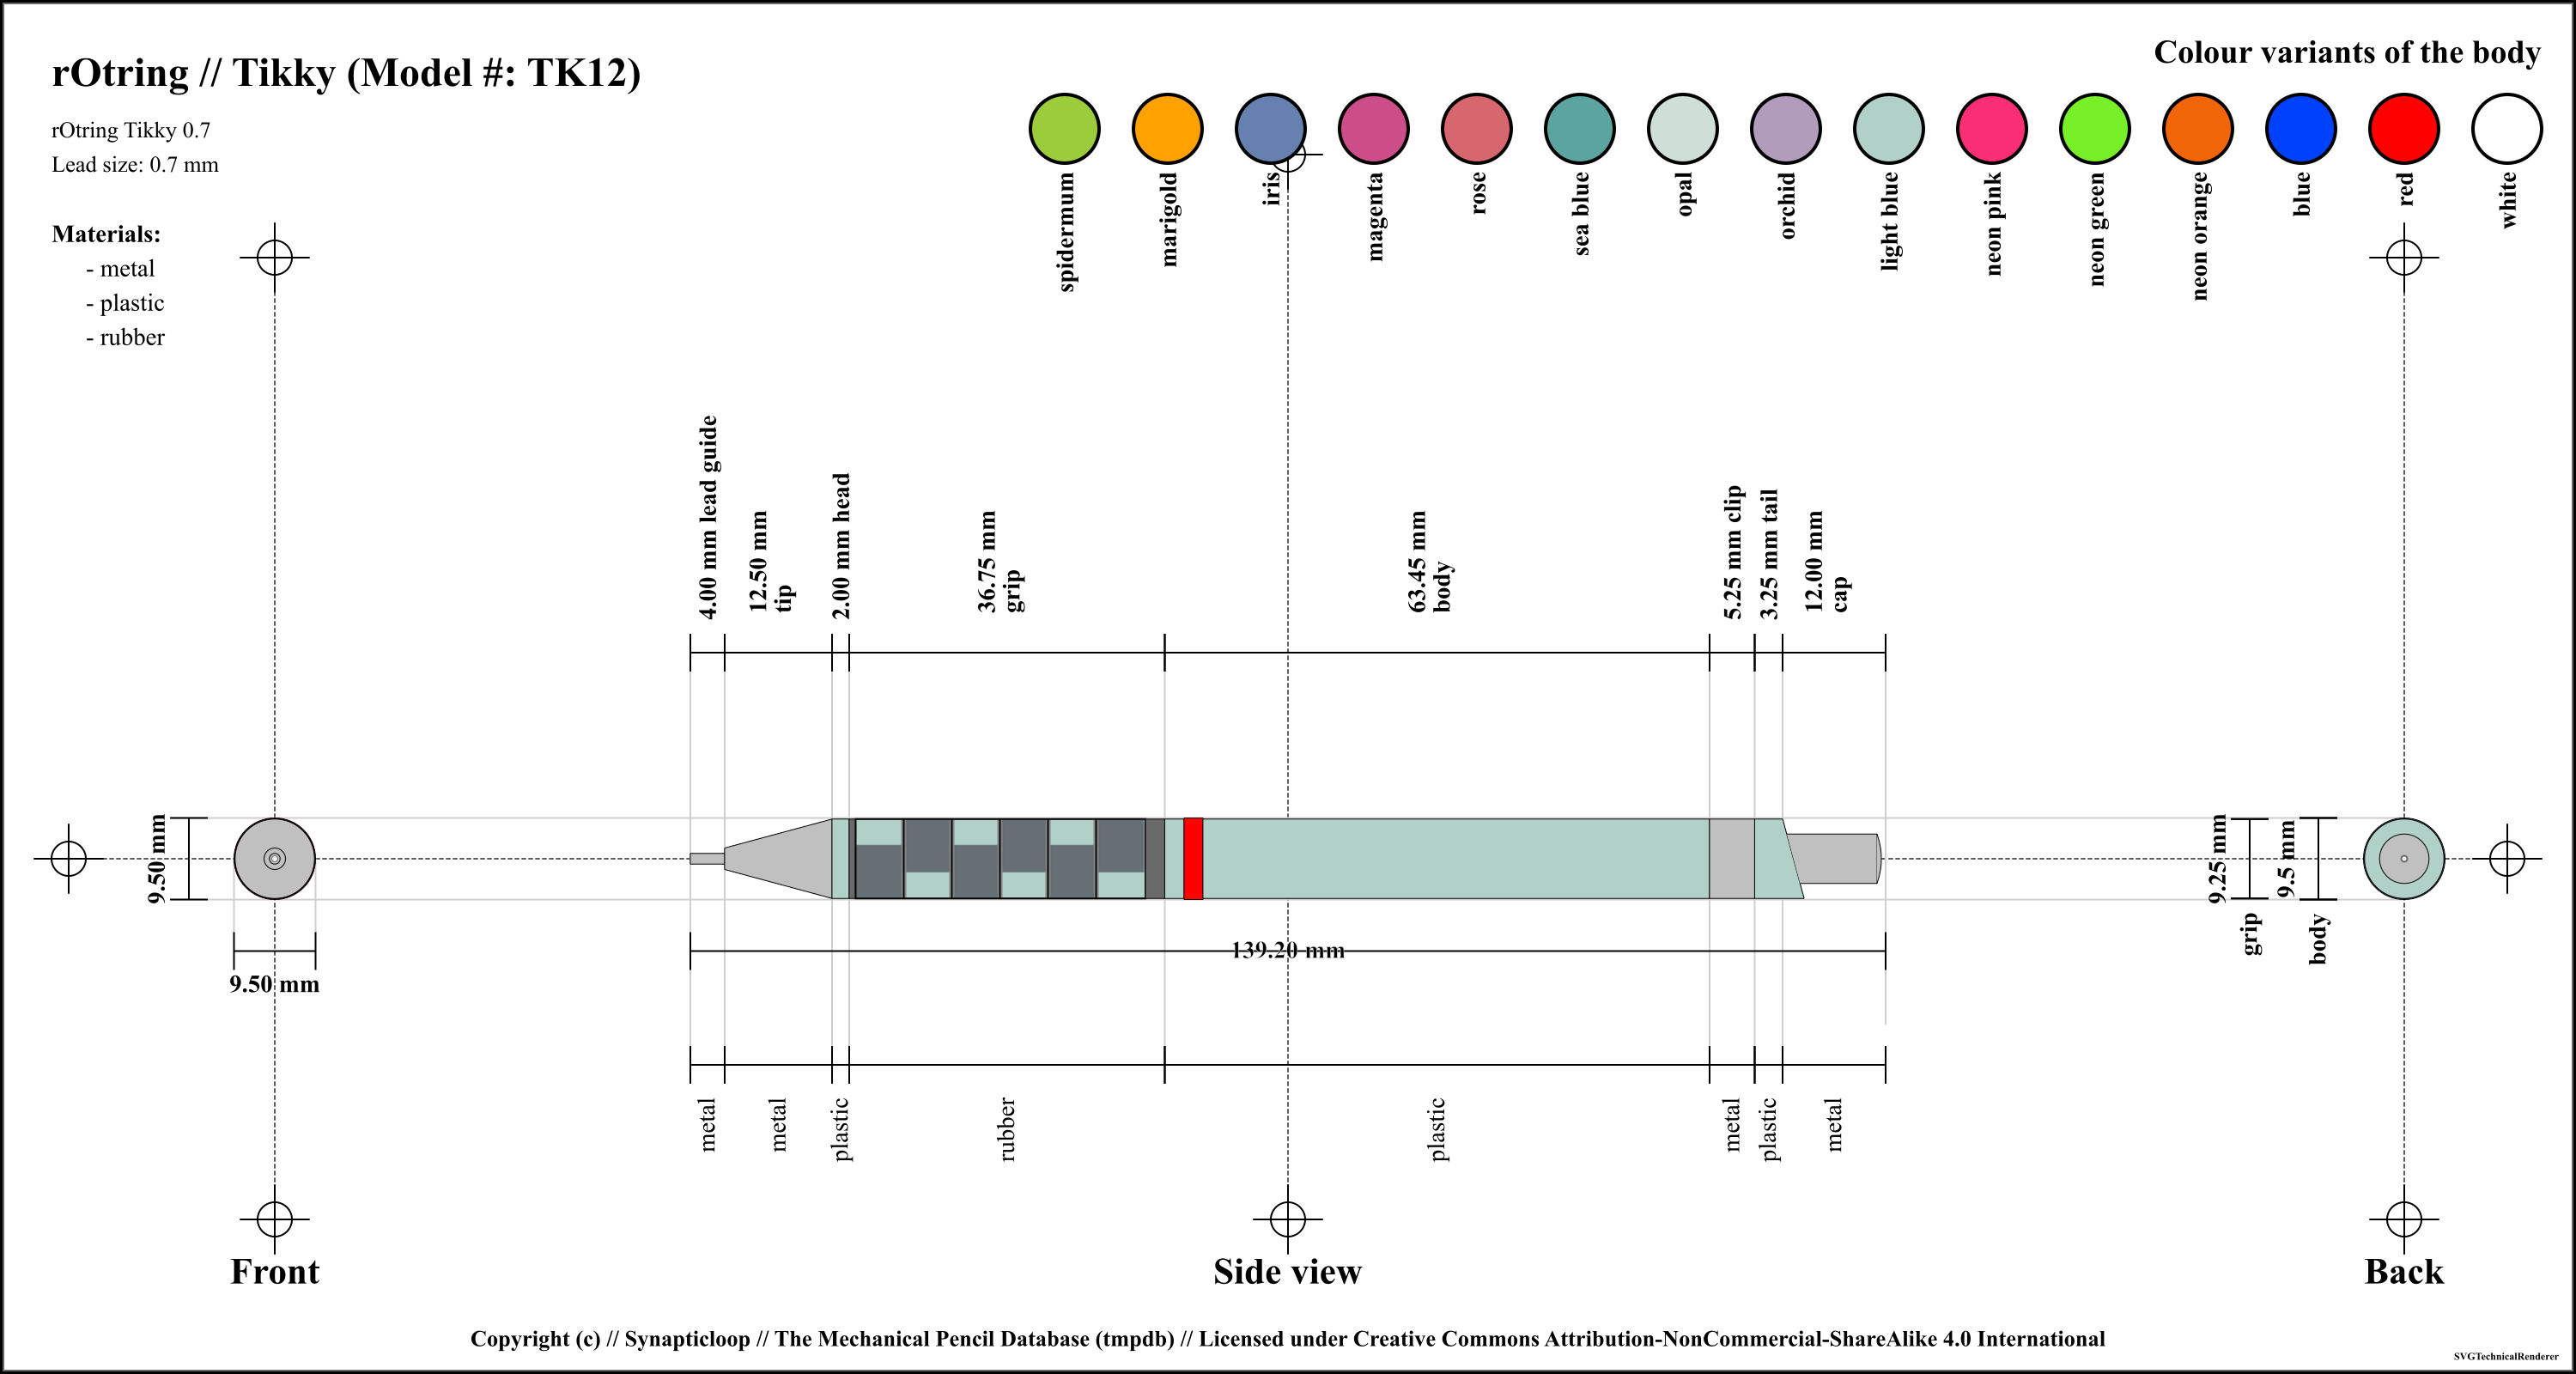 rOtring // Tikky (Model #: TK12)
rOtring Tikky 0.7
Lead size: 0.7 mm
Materials:
- metal
- plastic
- rubber
Colour variants of the body
spidermum
marigold
iris
magenta
rose
sea blue
opal
orchid
light blue
neon pink
neon green
neon orange
blue
red
white
4.00 mm lead guide
12.50 mm
tip
2.00 mm head
36.75 mm
grip
63.45 mm
body
5.25 mm clip
3.25 mm tail
12.00 mm
cap
9.50 mm
9.50 mm
139.20 mm
9.25 mm
grip
9.5 mm
body
metal
metal
plastic
rubber
plastic
metal
plastic
metal
Front
Side view
Back
Copyright (c) // Synapticloop // The Mechanical Pencil Database (tmpdb) // Licensed under Creative Commons Attribution-NonCommercial-ShareAlike 4.0 International
SVGTechnicalRenderer